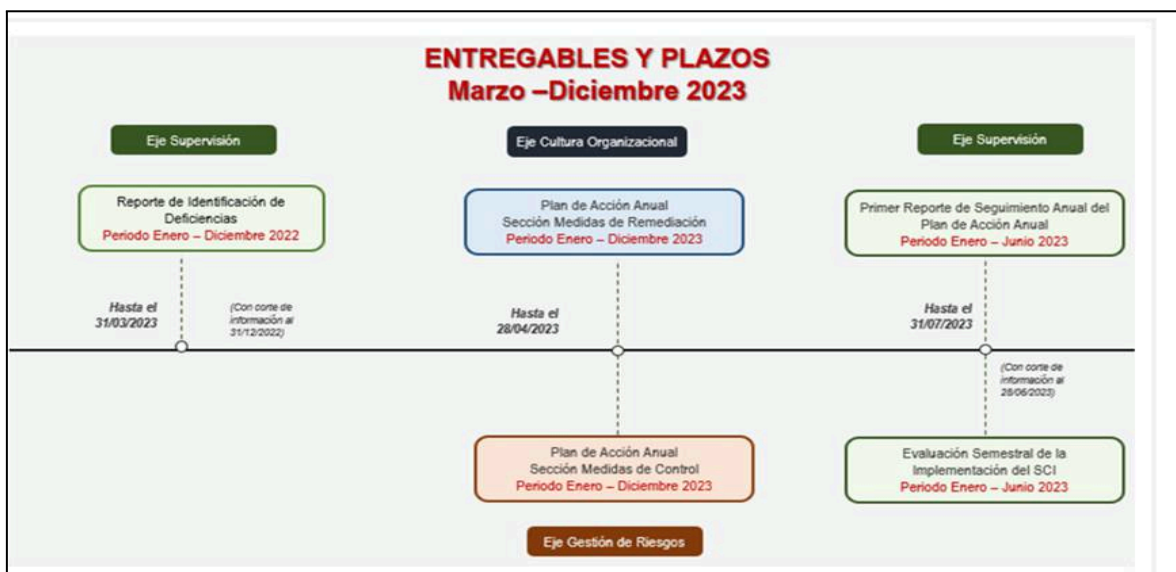 ENTREGABLES Y PLAZOS
Marzo –Diciembre 2023
Eje Supervisión
Eje Cultura Organizacional
Eje Supervisión
Reporte de Identificación de
Deficiencias
Periodo Enero – Diciembre 2022
Plan de Acción Anual
Sección Medidas de Remediación
Periodo Enero – Diciembre 2023
Primer Reporte de Seguimiento Anual del
Plan de Acción Anual
Periodo Enero – Junio 2023
Hasta el
31/03/2023
(Con corte de
información al
31/12/2022)
Hasta el
28/04/2023
Hasta el
31/07/2023
(Con corte de
información al
28/06/2023)
Plan de Acción Anual
Sección Medidas de Control
Periodo Enero – Diciembre 2023
Evaluación Semestral de la
Implementación del SCI
Periodo Enero – Junio 2023
Eje Gestión de Riesgos